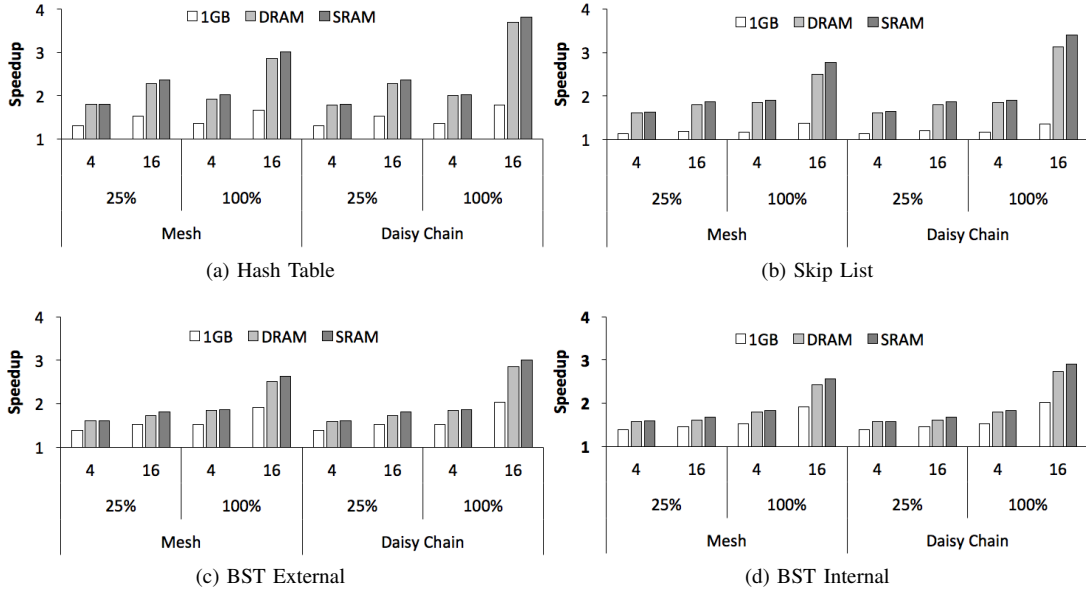 4
1GB DRAM SRAM
3
Speedup
2
1
4 16 4 16 4 16 4 16
25% 100% 25% 100%
Mesh Daisy Chain
(a) Hash Table
4
1GB DRAM SRAM
3
Speedup
2
1
4 16 4 16 4 16 4 16
25% 100% 25% 100%
Mesh Daisy Chain
(b) Skip List
4
1GB DRAM SRAM
3
Speedup
2
1
4 16 4 16 4 16 4 16
25% 100% 25% 100%
Mesh Daisy Chain
(c) BST External
4
1GB DRAM SRAM
3
Speedup
2
1
4 16 4 16 4 16 4 16
25% 100% 25% 100%
Mesh Daisy Chain
(d) BST Internal